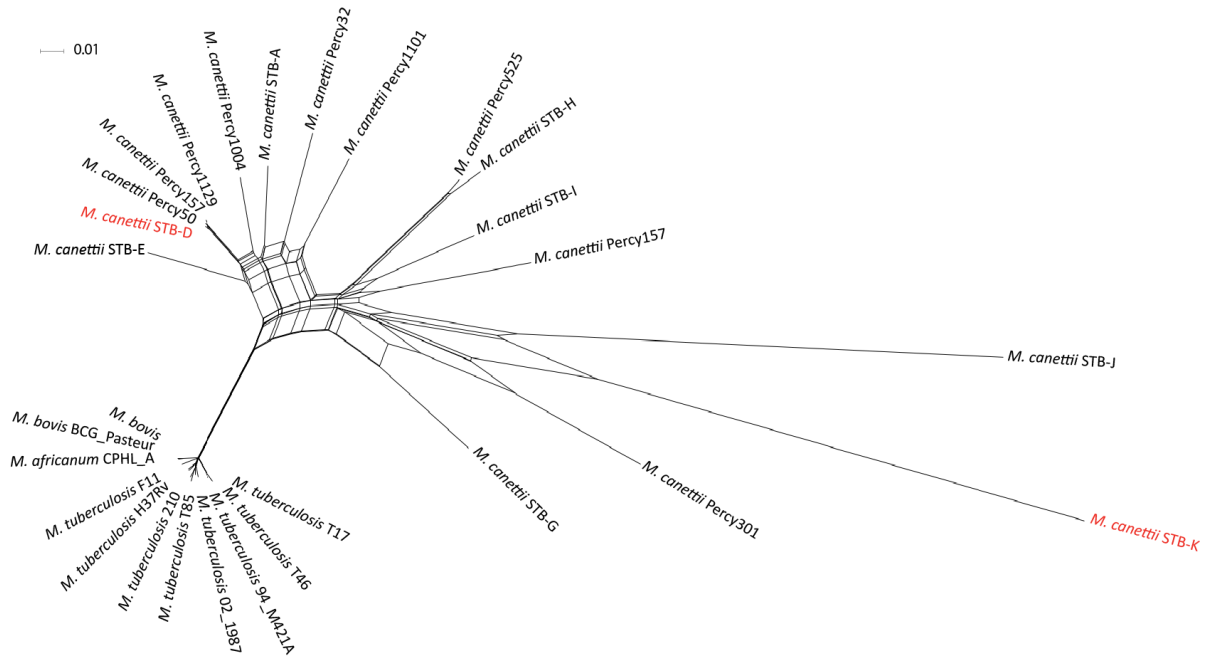 0.01
M. canettii Percy1004
M. canettii STB-A
M. canettii Percy32
M. canettii Percy1101
M. canettii Percy525
M. canettii STB-H
M. canettii STB-I
M. canettii Percy157
M. canettii Percy1129
M. canettii Percy157
M. canettii Percy50
M. canettii STB-D
M. canettii STB-E
M. canettii STB-J
M. canettii STB-K
M. canettii Percy301
M. canettii STB-G
M. bovis
M. bovis BCG_Pasteur
M. africanum CPHL_A
M. tuberculosis F11
M. tuberculosis H37Rv
M. tuberculosis 210
M. tuberculosis T85
M. tuberculosis 02_1987
M. tuberculosis 94_M421A
M. tuberculosis T46
M. tuberculosis T17